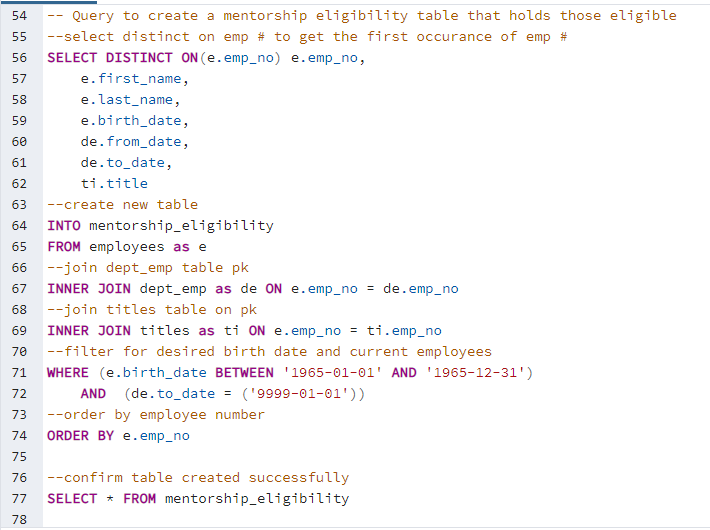 54 -- Query to create a mentorship eligibility table that holds those eligible
55 --select distinct on emp # to get the first occurance of emp #
56 SELECT DISTINCT ON(e.emp_no) e.emp_no,
57     e.first_name,
58     e.last_name,
59     e.birth_date,
60     de.from_date,
61     de.to_date,
62     ti.title
63 --create new table
64 INTO mentorship_eligibility
65 FROM employees as e
66 --join dept_emp table pk
67 INNER JOIN dept_emp as de ON e.emp_no = de.emp_no
68 --join titles table on pk
69 INNER JOIN titles as ti ON e.emp_no = ti.emp_no
70 --filter for desired birth date and current employees
71 WHERE (e.birth_date BETWEEN '1965-01-01' AND '1965-12-31')
72     AND  (de.to_date = ('9999-01-01'))
73 --order by employee number
74 ORDER BY e.emp_no
75
76 --confirm table created successfully
77 SELECT * FROM mentorship_eligibility
78